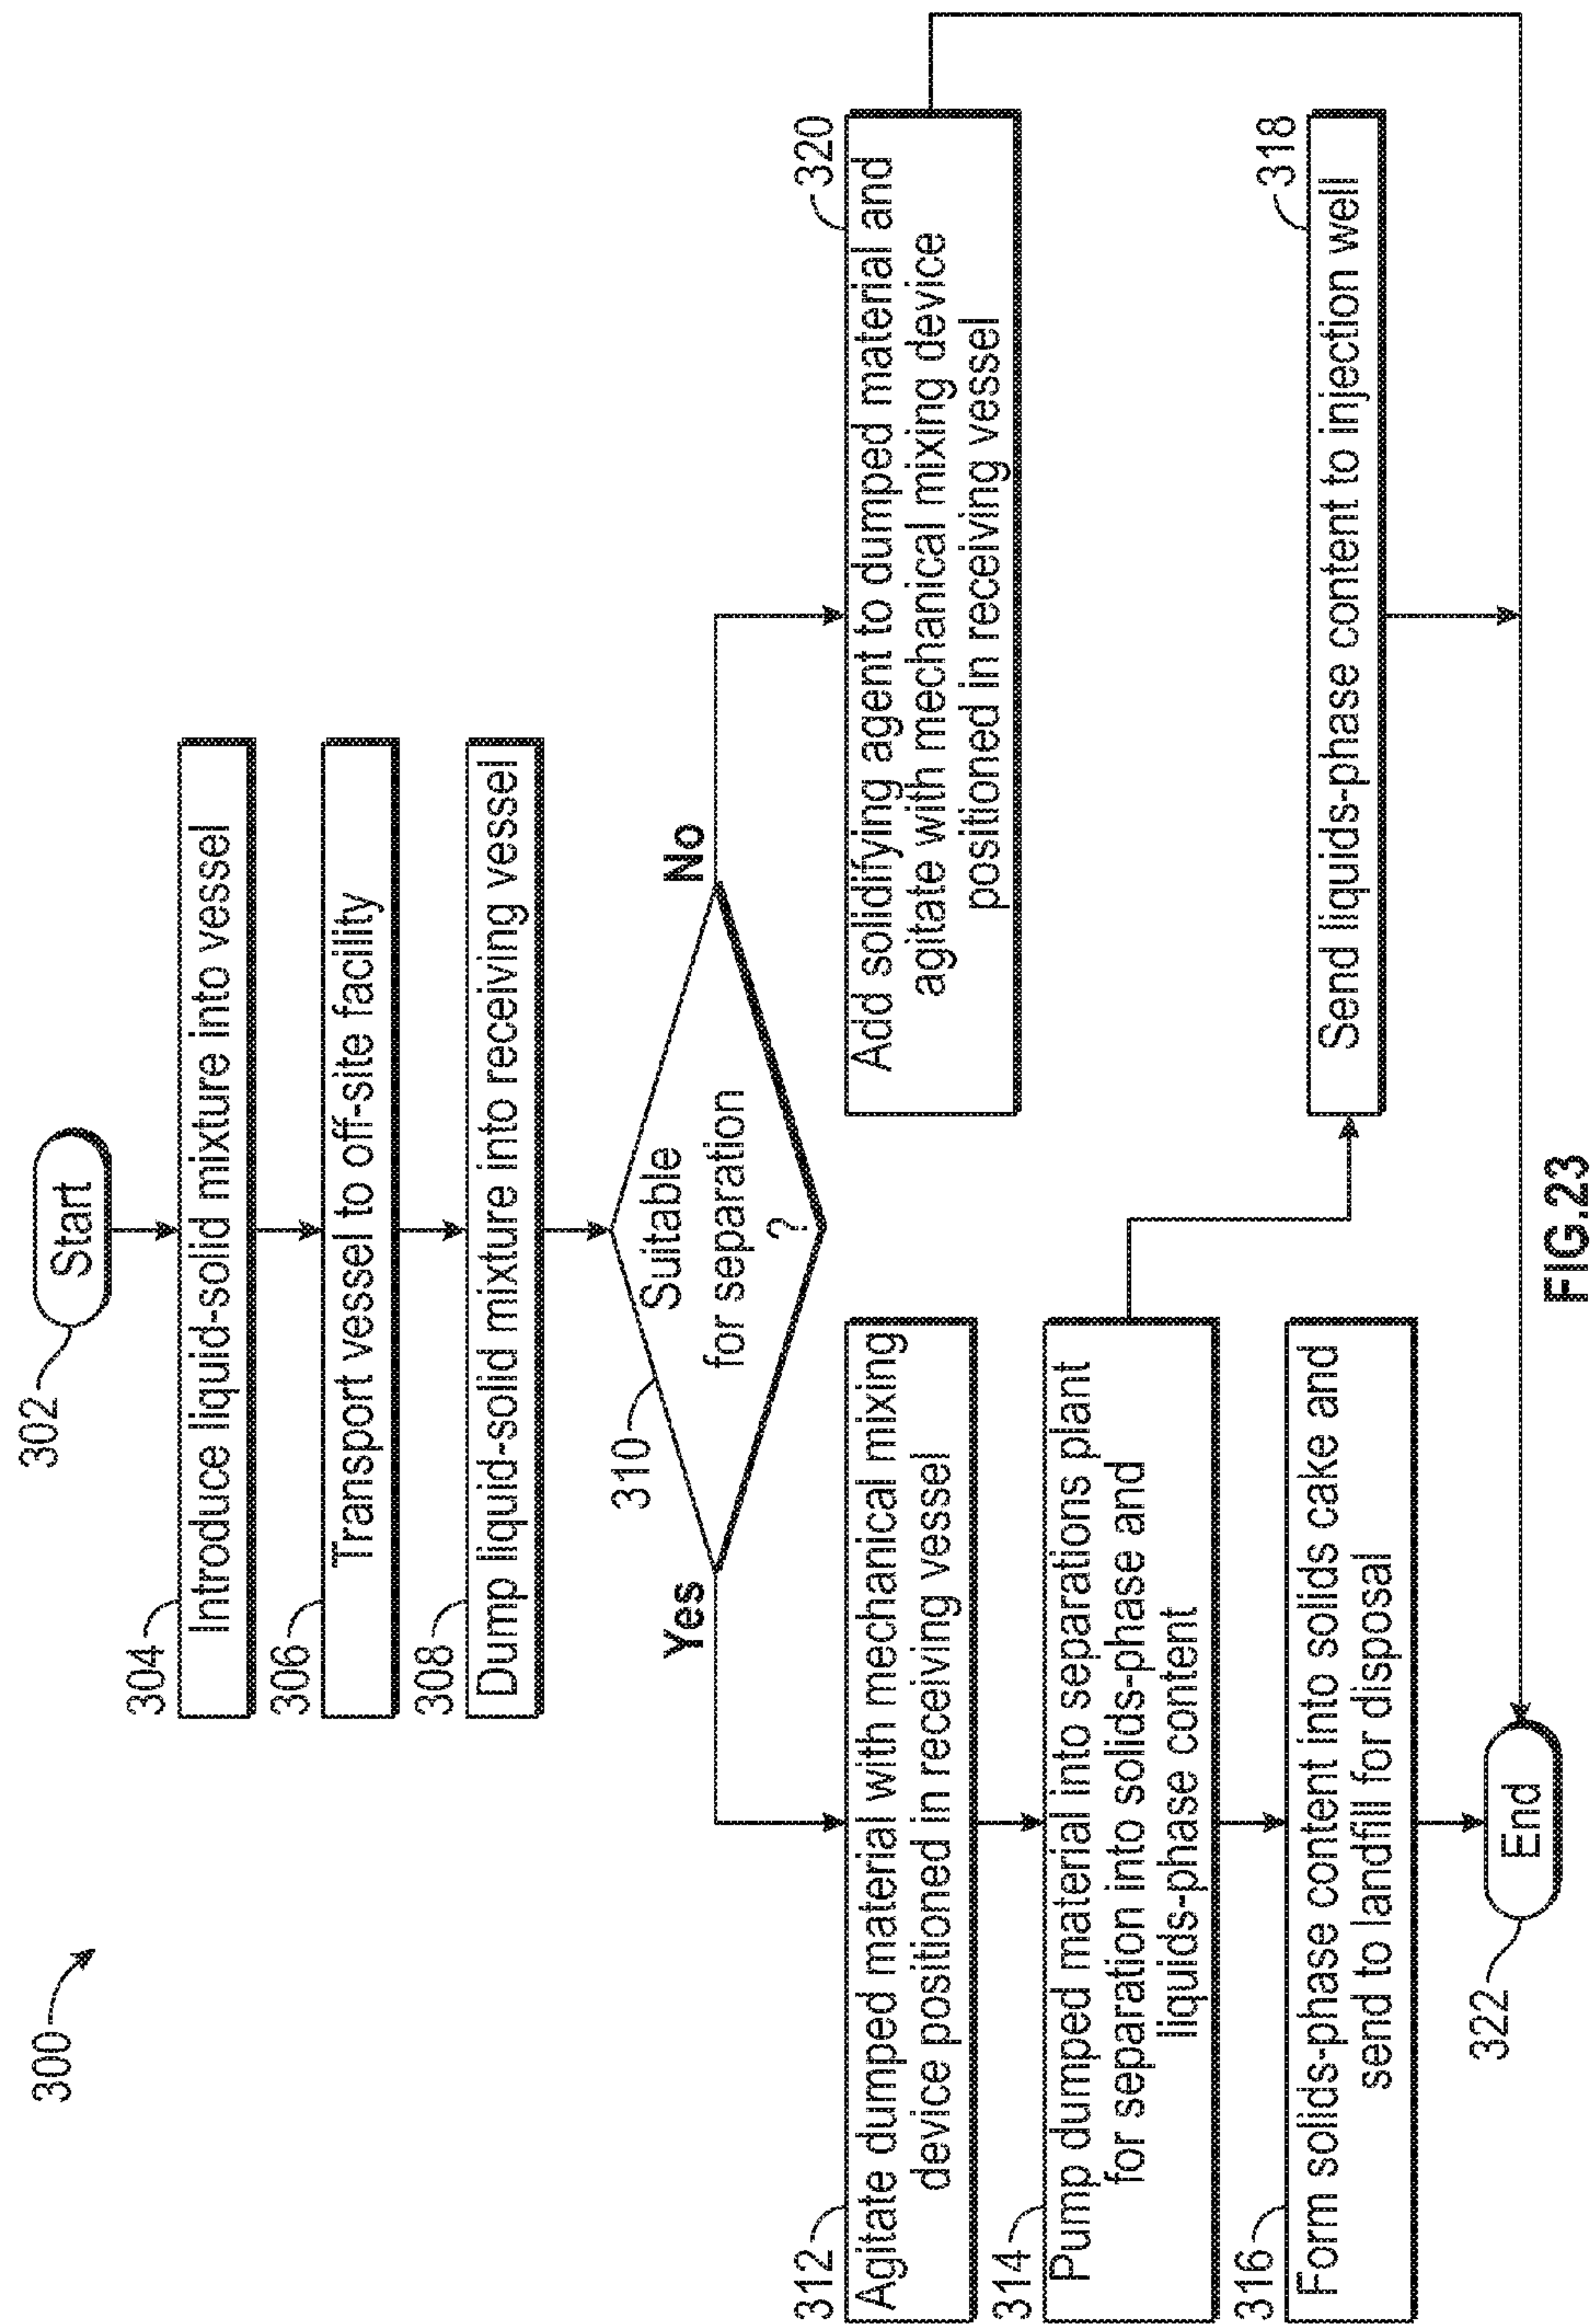 300
302
Start
304
Introduce liquid-solid mixture into vessel
306
Transport vessel to off-site facility
308
Dump liquid-solid mixture into receiving vessel
310
Suitable
for separation
?
Yes
No
312
Agitate dumped material with mechanical mixing
device positioned in receiving vessel
320
Add solidifying agent to dumped material and
agitate with mechanical mixing device
positioned in receiving vessel
314
Pump dumped material into separations plant
for separation into solids-phase and
liquids-phase content
316
Form solids-phase content into solids cake and
send to landfill for disposal
318
Send liquids-phase content to injection well
322
End
FIG.23